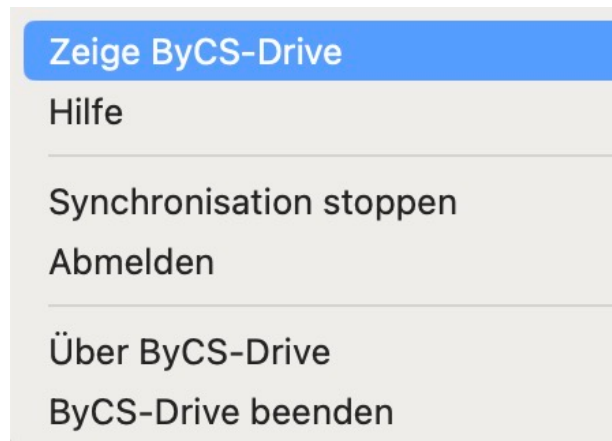 Zeige ByCS-Drive
Hilfe
Synchronisation stoppen
Abmelden
Über ByCS-Drive
ByCS-Drive beenden